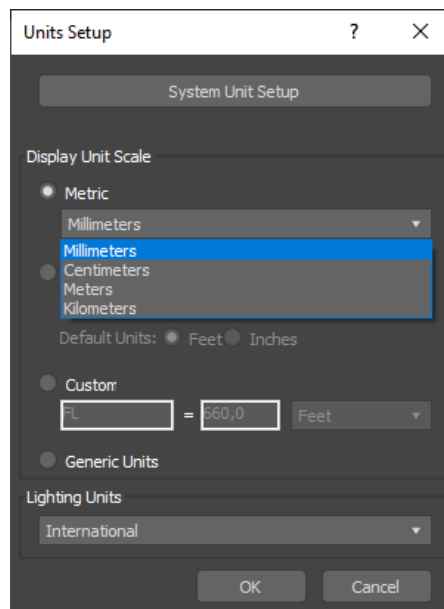 Units Setup
?
System Unit Setup
Display Unit Scale
Metric
Millimeters
Millimeters
Centimeters
Meters
Kilometers
Default Units: Feet Inches
Custom
FL = 660,0 Feet
Generic Units
Lighting Units
International
OK Cancel